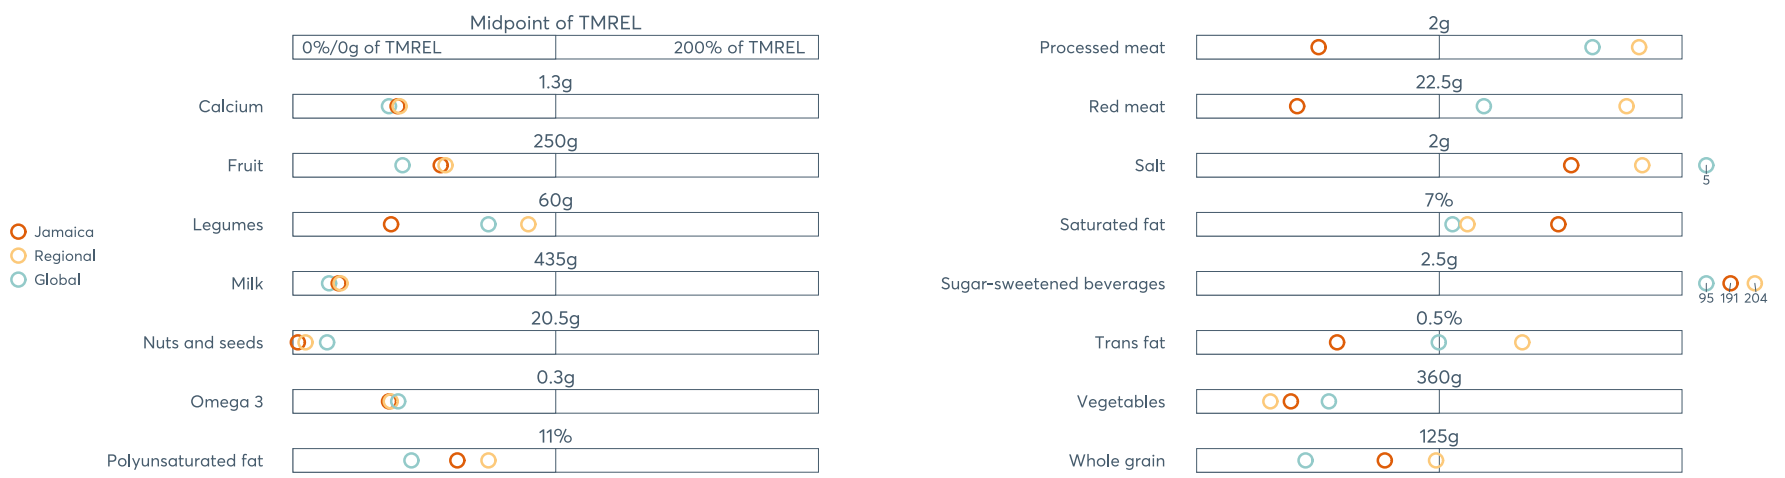 Midpoint of TMREL
0%/0g of TMREL
200% of TMREL
1.3g
Calcium
250g
Fruit
60g
Legumes
435g
Milk
20.5g
Nuts and seeds
0.3g
Omega 3
11%
Polyunsaturated fat
Jamaica
Regional
Global
2g
Processed meat
22.5g
Red meat
2g
Salt
5
7%
Saturated fat
2.5g
Sugar-sweetened beverages
95 191 204
0.5%
Trans fat
360g
Vegetables
125g
Whole grain